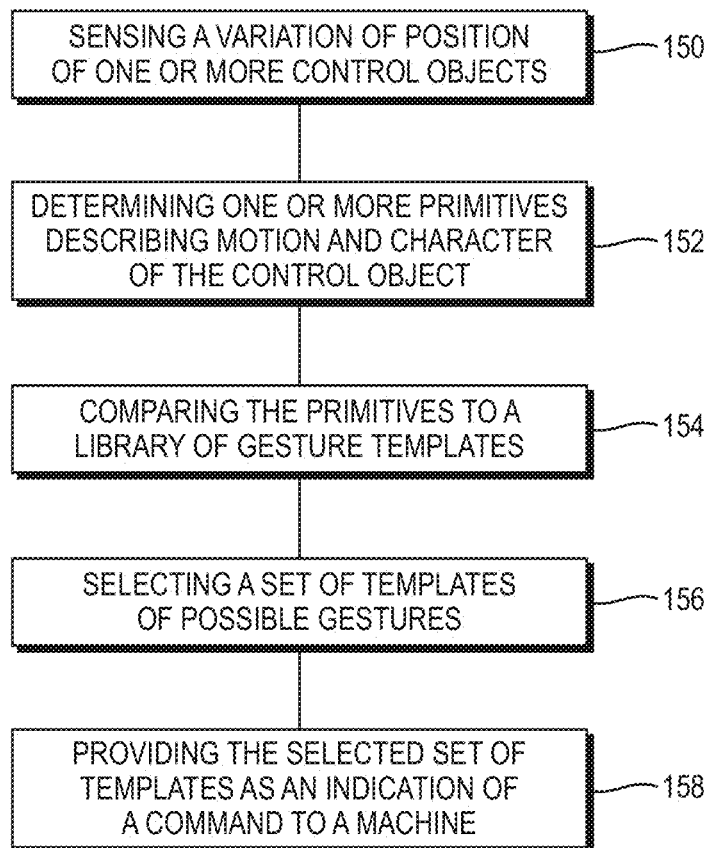 SENSING A VARIATION OF POSITION
OF ONE OR MORE CONTROL OBJECTS
150
DETERMINING ONE OR MORE PRIMITIVES
DESCRIBING MOTION AND CHARACTER
OF THE CONTROL OBJECT
152
COMPARING THE PRIMITIVES TO A
LIBRARY OF GESTURE TEMPLATES
154
SELECTING A SET OF TEMPLATES
OF POSSIBLE GESTURES
156
PROVIDING THE SELECTED SET OF
TEMPLATES AS AN INDICATION OF
A COMMAND TO A MACHINE
158